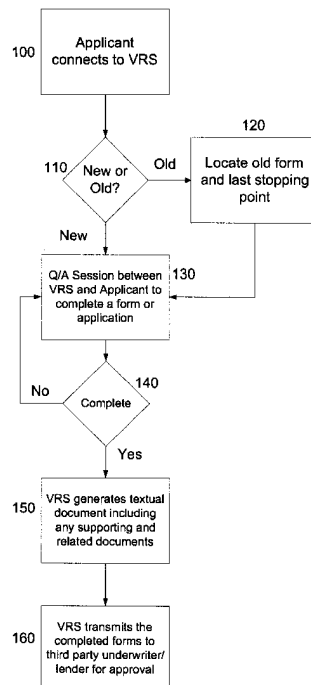 100
Applicant
connects to VRS
120
110
New or
Old?
Old
Locate old form
and last stopping
point
New
130
Q/A Session between
VRS and Applicant to
complete a form or
application
No
140
Complete
Yes
150
VRS generates textual
document including
any supporting and
related documents
160
VRS transmits the
completed forms to
third party underwriter/
lender for approval